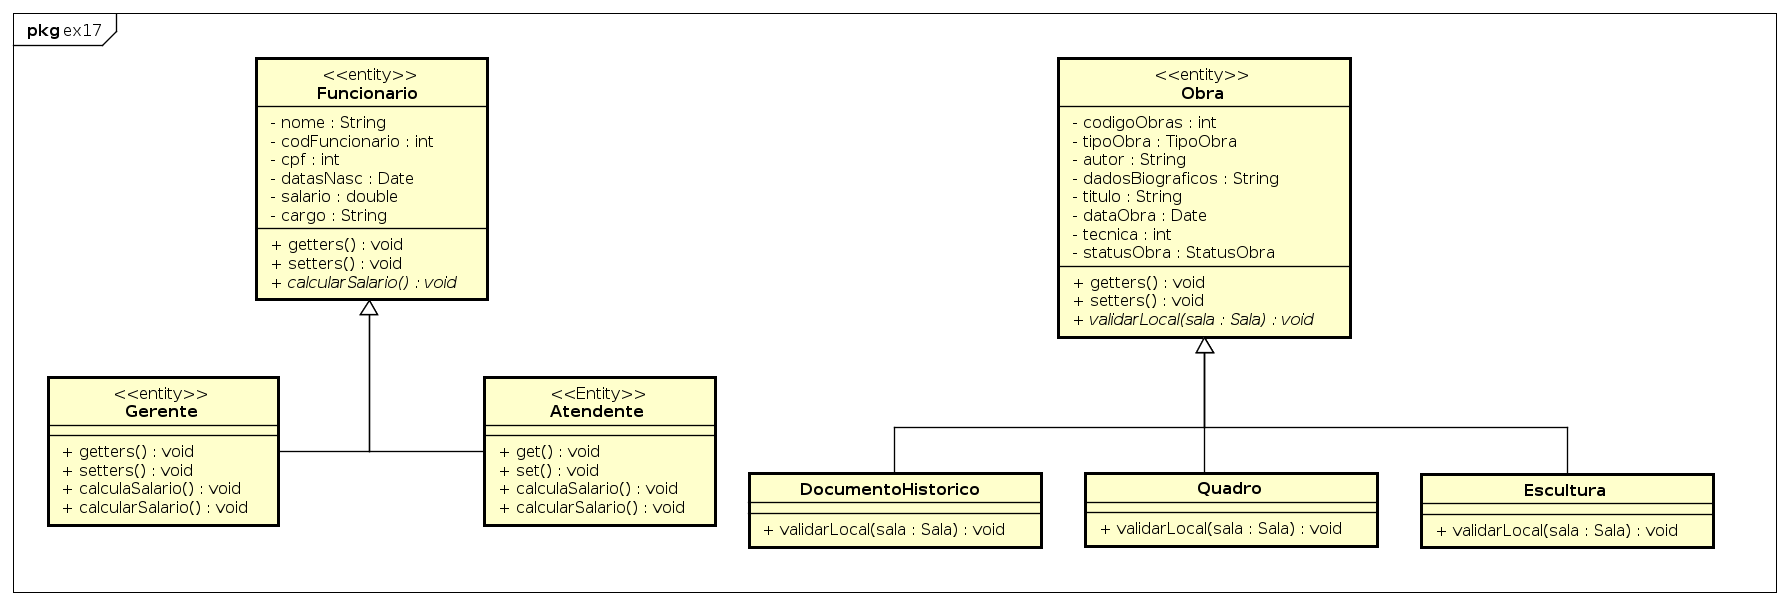 pkg ex17
<<entity>>
Funcionario
- nome : String
- codFuncionario : int
- cpf : int
- datasNasc : Date
- salario : double
- cargo : String
+ getters() : void
+ setters() : void
+ calcularSalario() : void
<<entity>>
Obra
- codigoObras : int
- tipoObra : TipoObra
- autor : String
- dadosBiograficos : String
- titulo : String
- dataObra : Date
- tecnica : int
- statusObra : StatusObra
+ getters() : void
+ setters() : void
+ validarLocal(sala : Sala) : void
<<entity>>
Gerente
+ getters() : void
+ setters() : void
+ calculaSalario() : void
+ calcularSalario() : void
<<Entity>>
Atendente
+ get() : void
+ set() : void
+ calculaSalario() : void
+ calcularSalario() : void
DocumentoHistorico
+ validarLocal(sala : Sala) : void
Quadro
+ validarLocal(sala : Sala) : void
Escultura
+ validarLocal(sala : Sala) : void